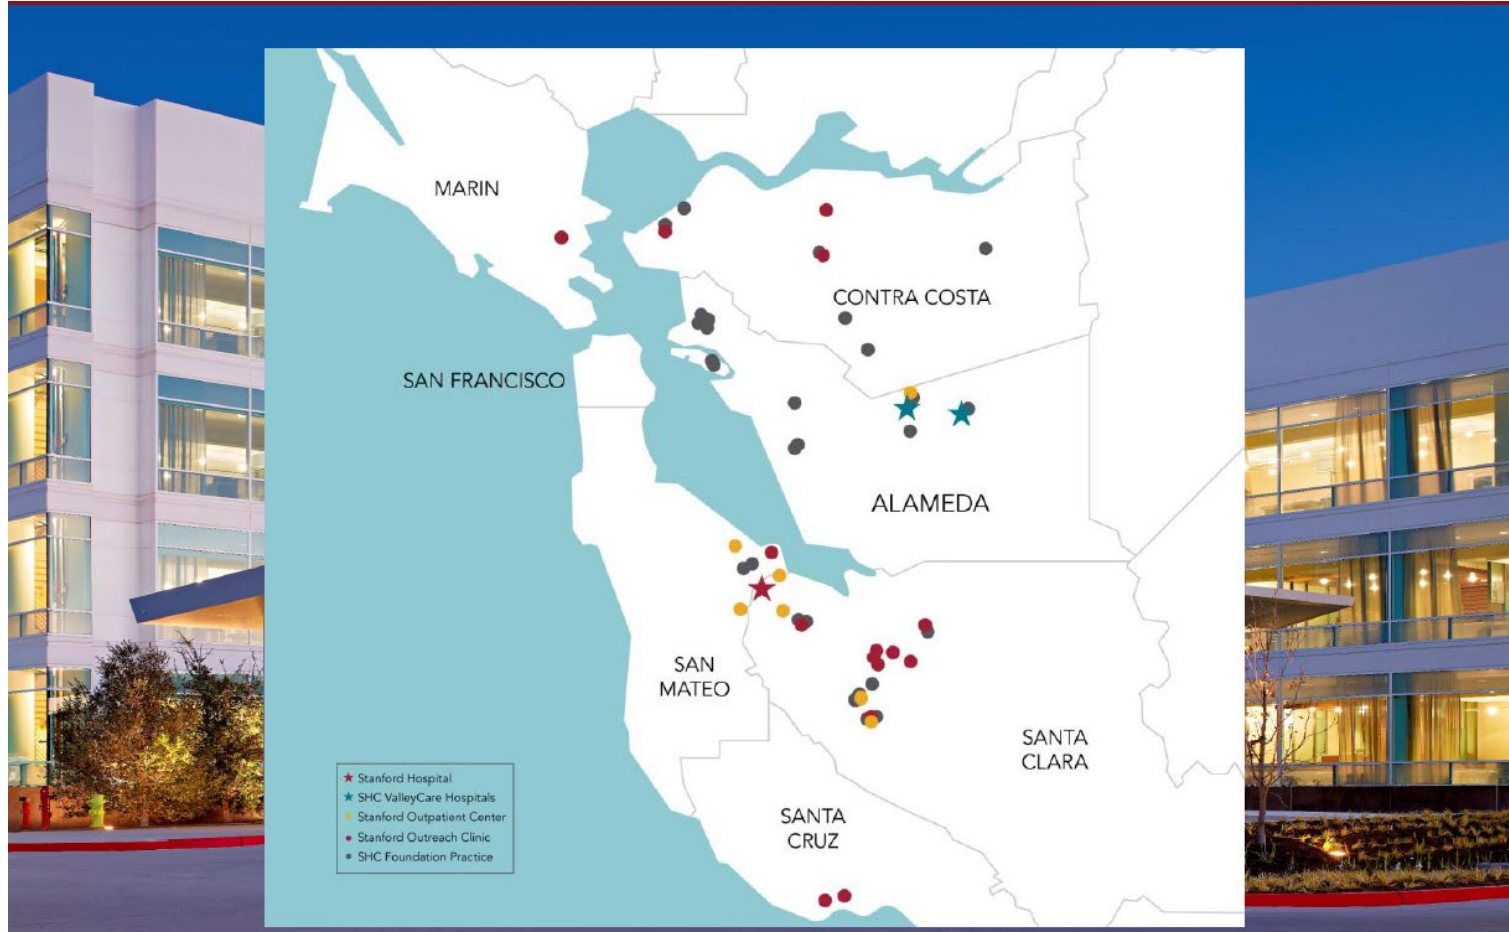 MARIN
CONTRA COSTA
SAN FRANCISCO
ALAMEDA
SAN
MATEO
SANTA
CLARA
SANTA
CRUZ
Stanford Hospital
SHC ValleyCare Hospitals
Stanford Outpatient Center
Stanford Outreach Clinic
SHC Foundation Practice